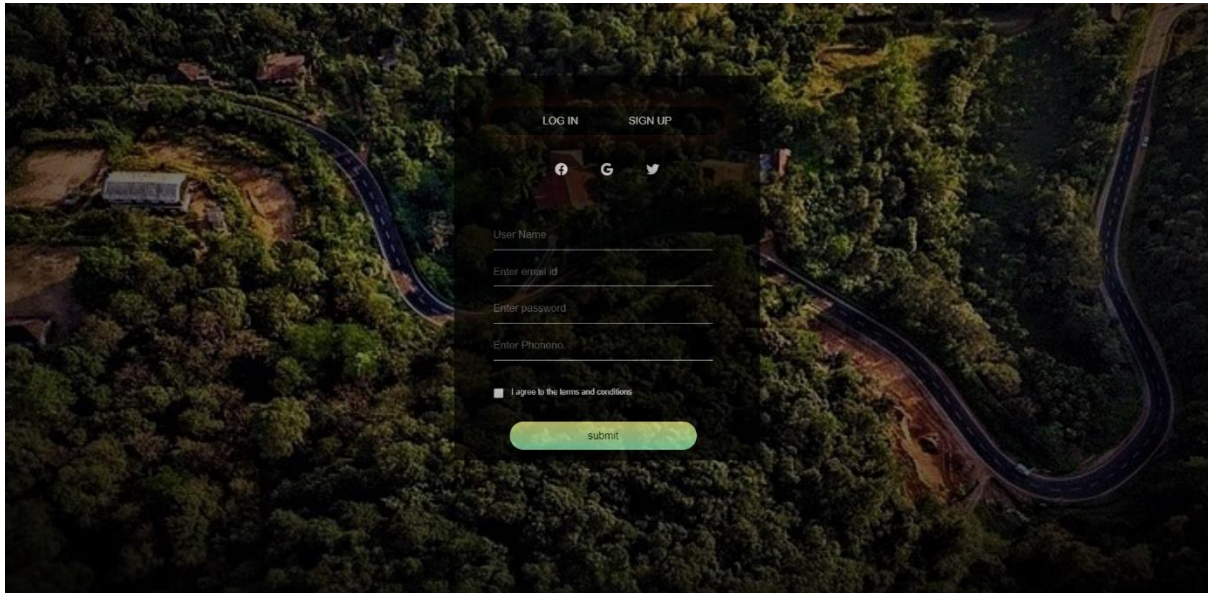 LOG IN SIGN UP
User Name
Enter email id
Enter password
Enter Phoneno
I agree to the terms and conditions
submit